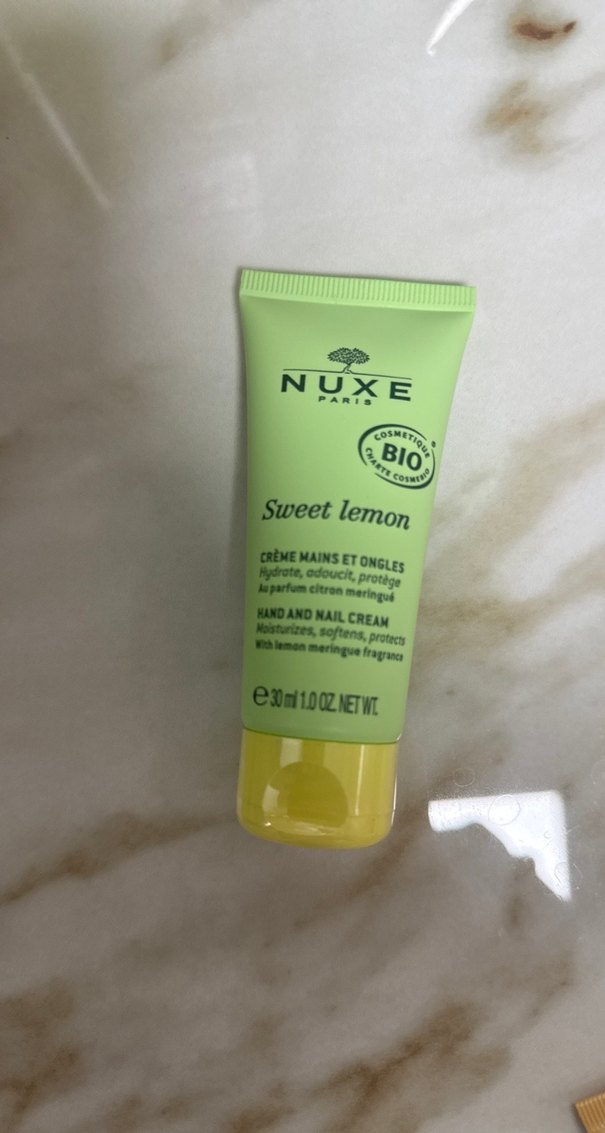 NUXE
PARIS
COSMETIQUE
BIO
CHARTE COSMEBIO
Sweet lemon
CRÈME MAINS ET ONGLES
Hydrate, adoucit, protège
Au parfum citron meringué
HAND AND NAIL CREAM
Moisturizes, softens, protects
With lemon meringue fragrance
℮ 30 ml 1.0 OZ. NET WT.